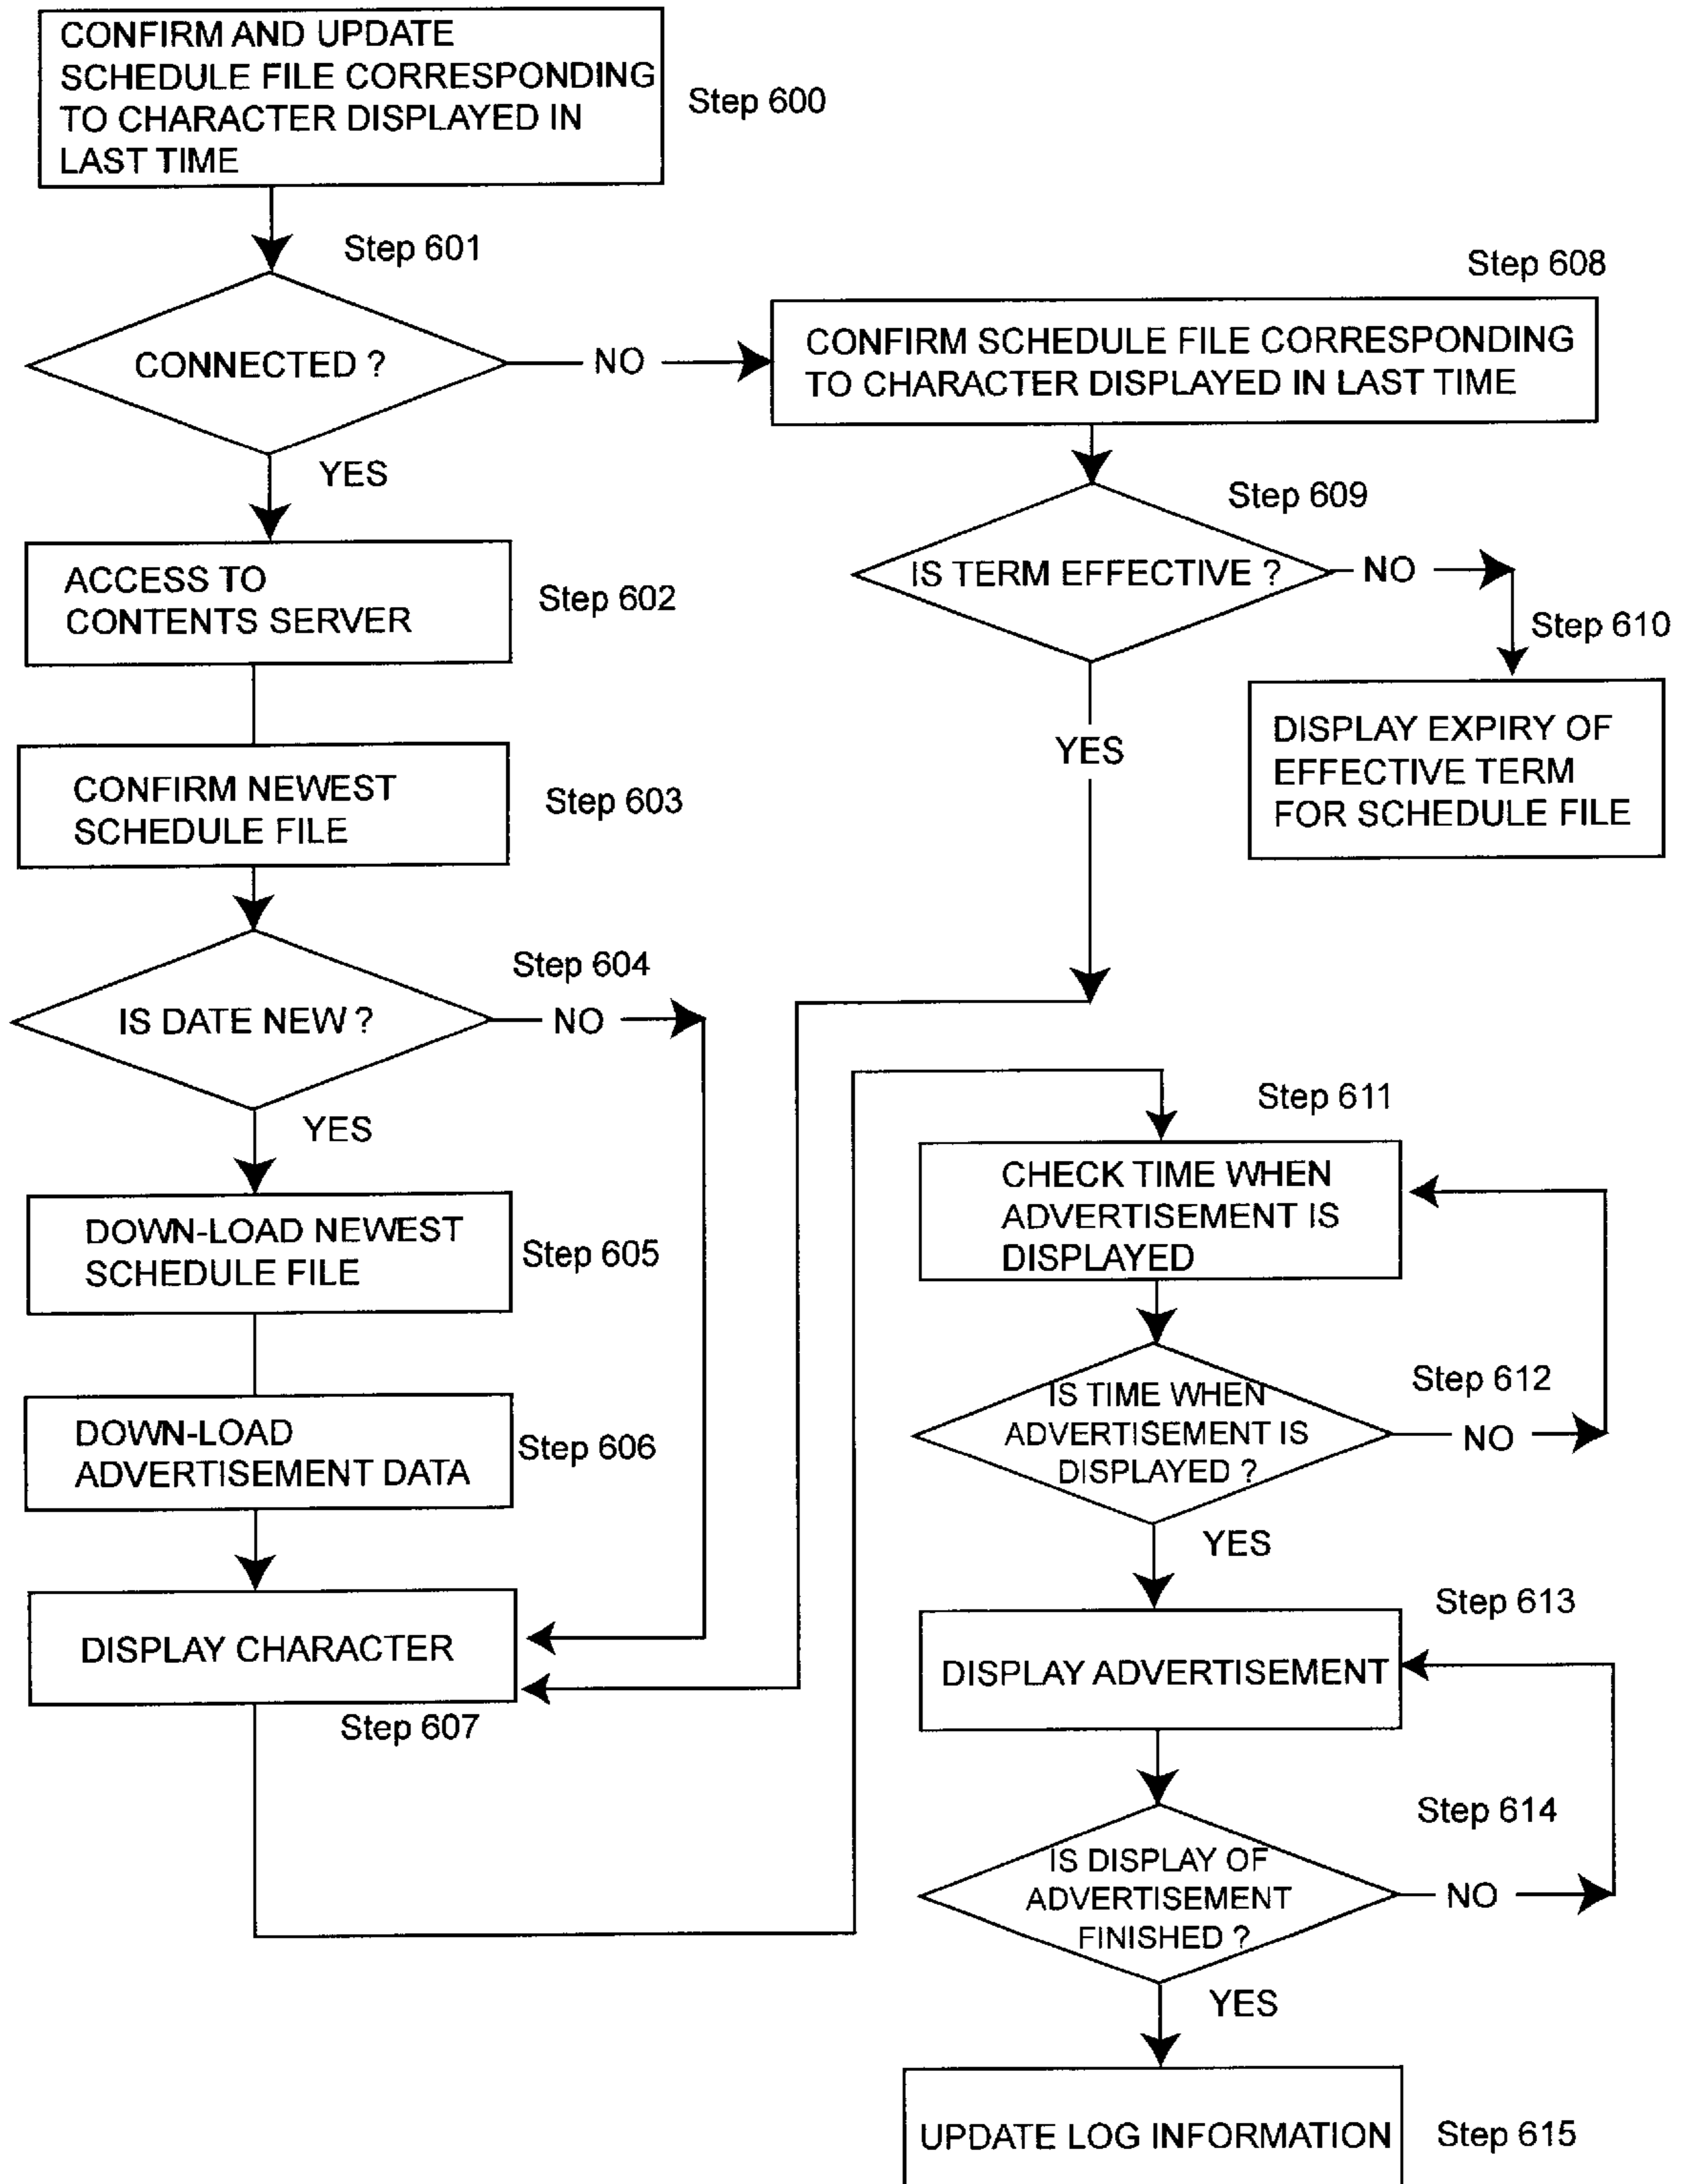 CONFIRM AND UPDATE
SCHEDULE FILE CORRESPONDING
TO CHARACTER DISPLAYED IN
LAST TIME
Step 600
Step 601
CONNECTED ?
NO
YES
ACCESS TO
CONTENTS SERVER
Step 602
CONFIRM NEWEST
SCHEDULE FILE
Step 603
Step 604
IS DATE NEW ?
NO
YES
DOWN-LOAD NEWEST
SCHEDULE FILE
Step 605
DOWN-LOAD
ADVERTISEMENT DATA
Step 606
DISPLAY CHARACTER
Step 607
Step 608
CONFIRM SCHEDULE FILE CORRESPONDING
TO CHARACTER DISPLAYED IN LAST TIME
Step 609
IS TERM EFFECTIVE ?
NO
Step 610
DISPLAY EXPIRY OF
EFFECTIVE TERM
FOR SCHEDULE FILE
YES
Step 611
CHECK TIME WHEN
ADVERTISEMENT IS
DISPLAYED
Step 612
IS TIME WHEN
ADVERTISEMENT IS
DISPLAYED ?
NO
YES
Step 613
DISPLAY ADVERTISEMENT
Step 614
IS DISPLAY OF
ADVERTISEMENT
FINISHED ?
NO
YES
UPDATE LOG INFORMATION
Step 615